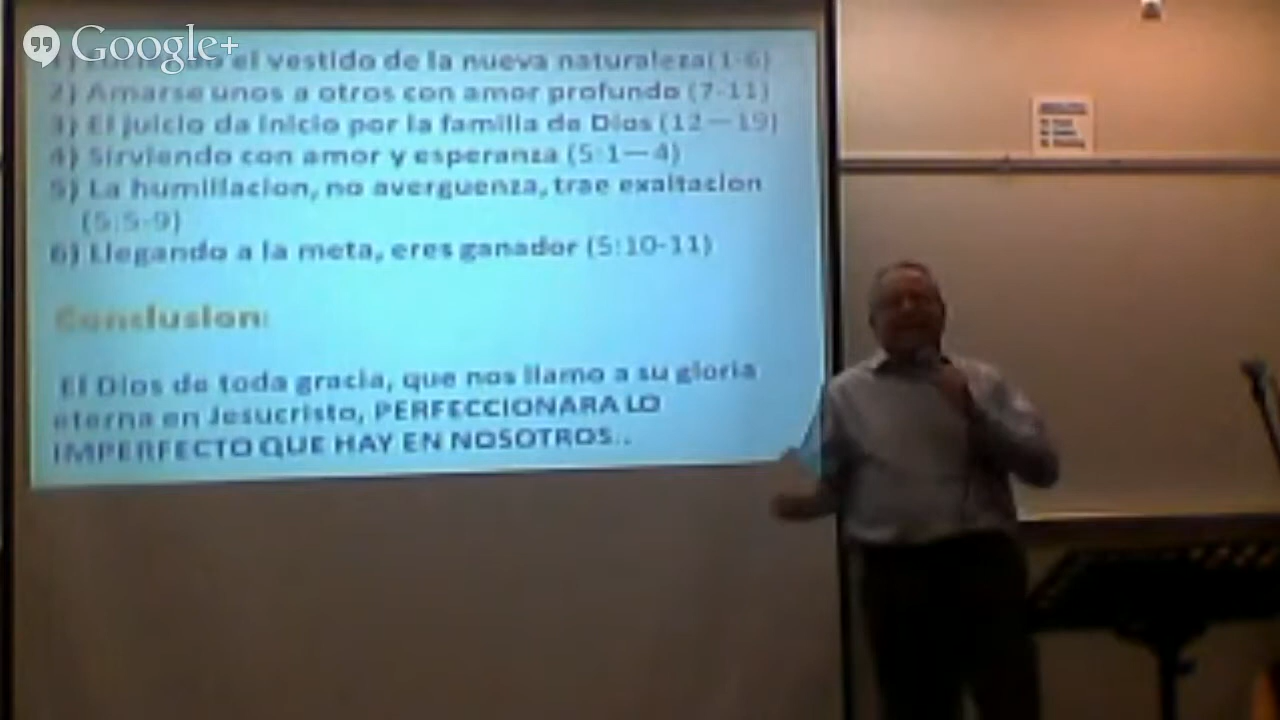 Google+
el vestido de la nueva naturaleza(1-6)
2) Amarse unos a otros con amor profundo (7-11)
3) El juicio da inicio por la familia de Dios (12—19)
4) Sirviendo con amor y esperanza (5:1—4)
5) La humillacion, no averguenza, trae exaltacion
(5:5-9)
6) Llegando a la meta, eres ganador (5:10-11)
Conclusion:
El Dios de toda gracia, que nos llamo a su gloria
eterna en Jesucristo, PERFECCIONARA LO
IMPERFECTO QUE HAY EN NOSOTROS..